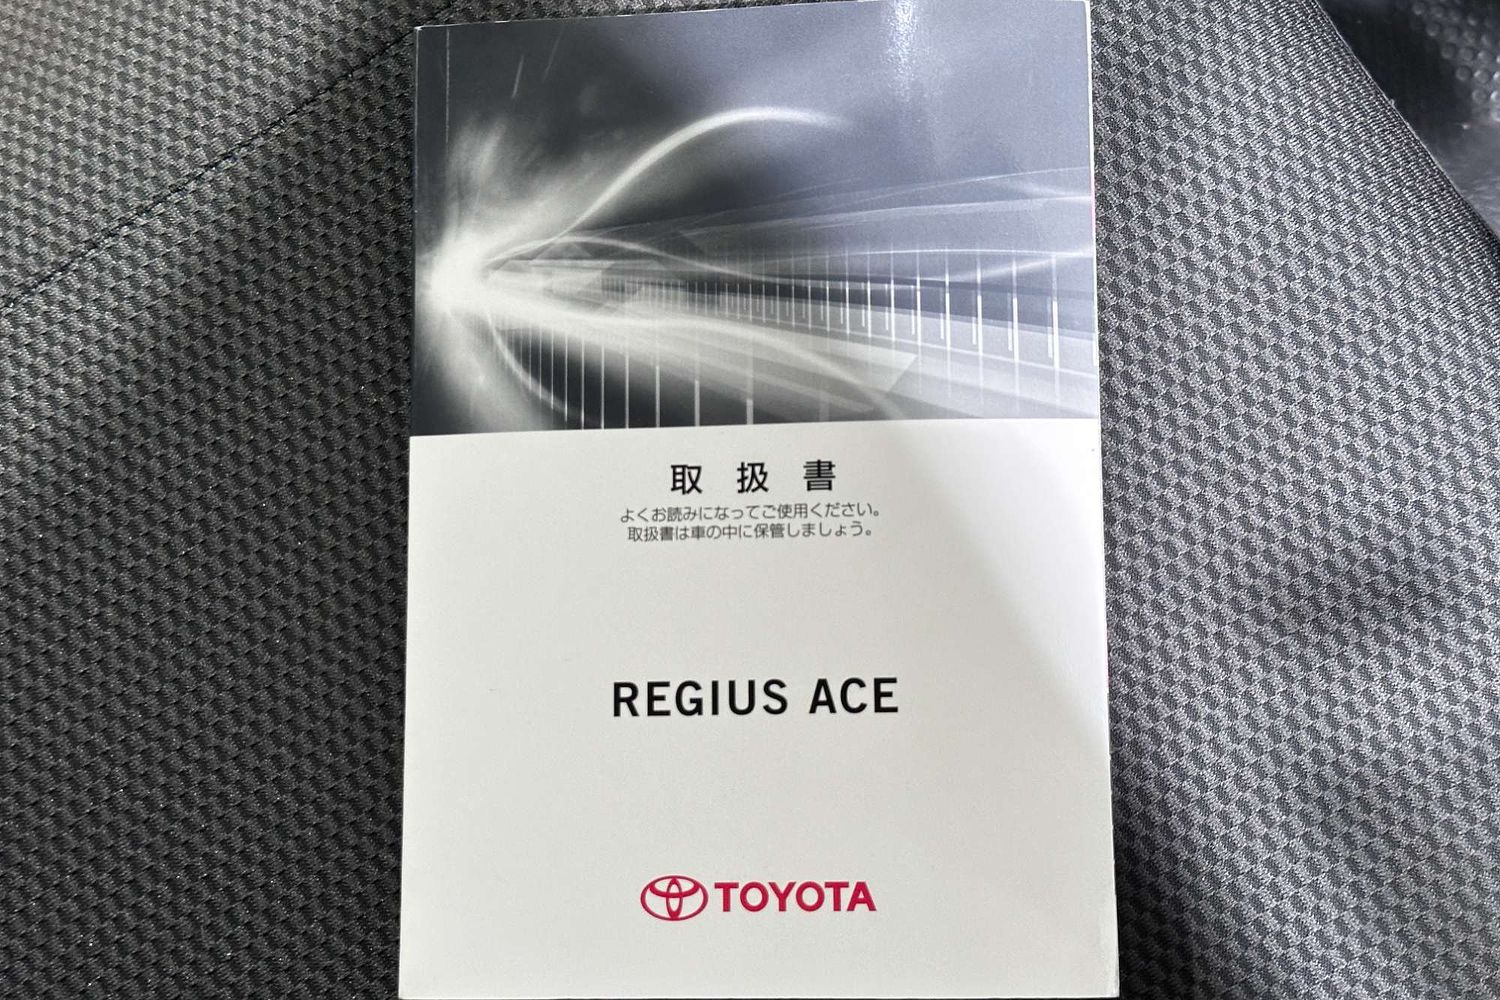 取扱書
よくお読みになってご使用ください。
取扱書は車の中に保管しましょう。
REGIUS ACE
TOYOTA